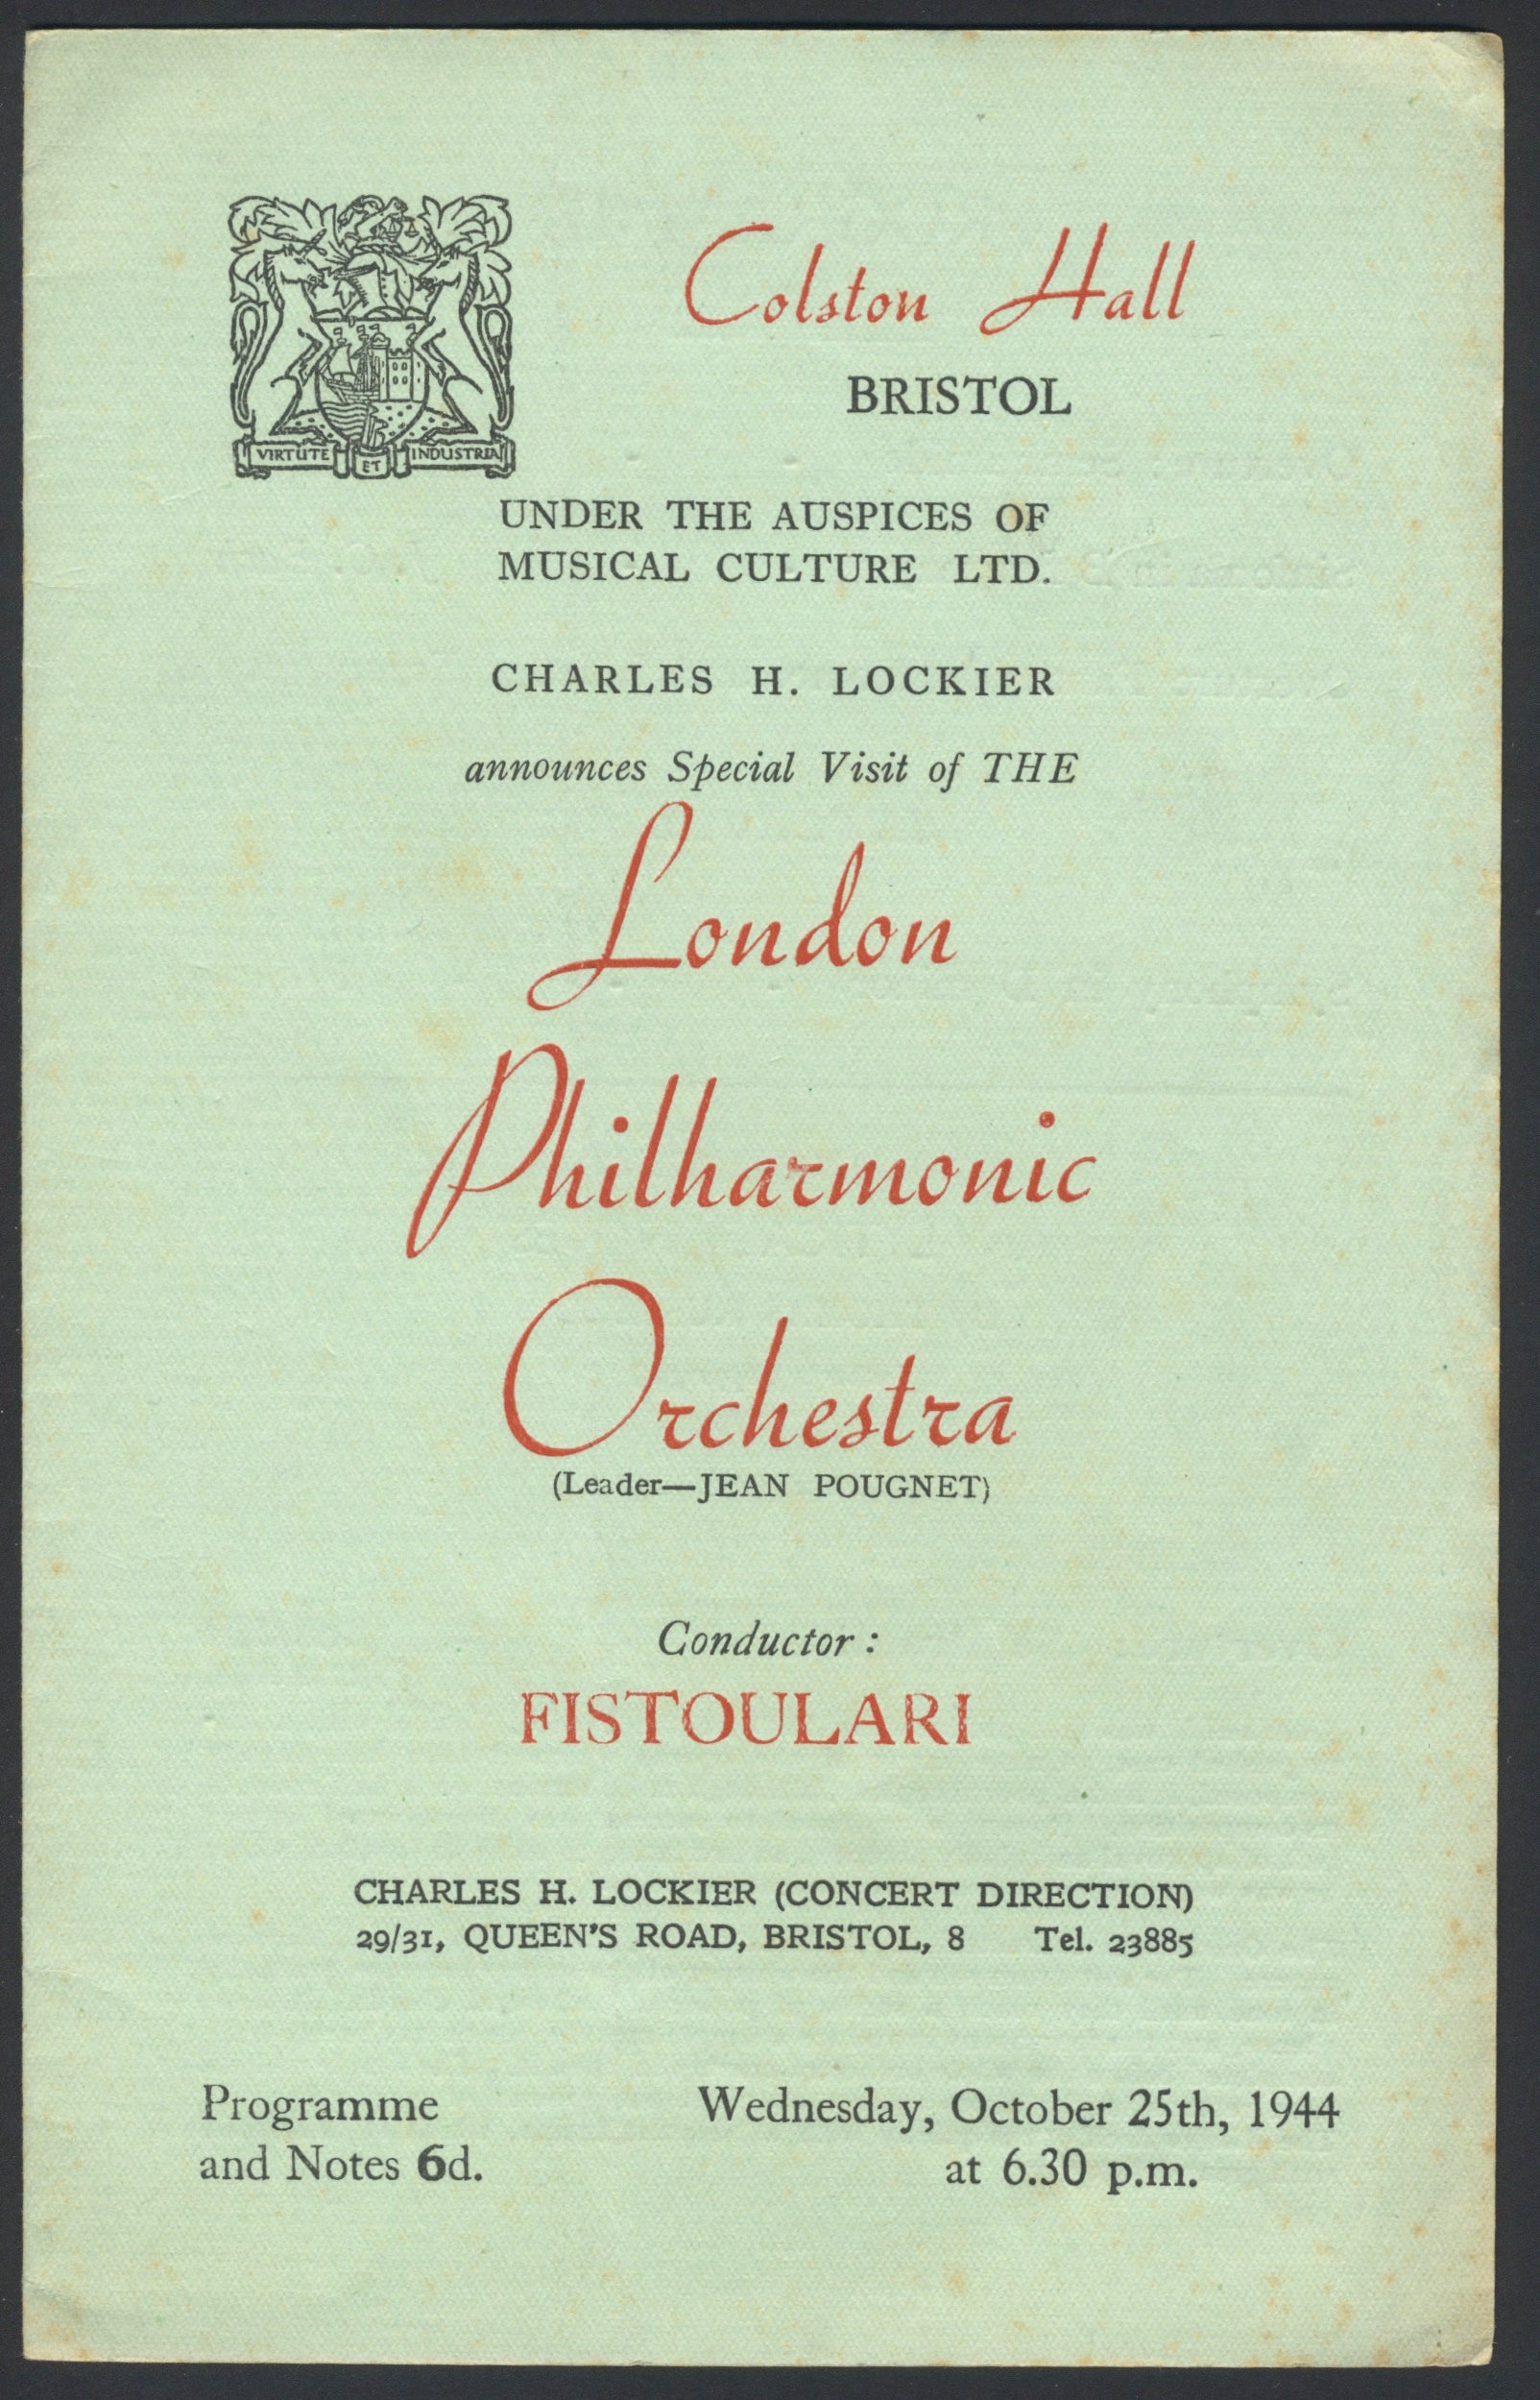 Colston Hall
BRISTOL
VIRTUTE ET INDUSTRIA
UNDER THE AUSPICES OF
MUSICAL CULTURE LTD.
CHARLES H. LOCKIER
announces Special Visit of THE
London
Philharmonic
Orchestra
(Leader—JEAN POUGNET)
Conductor :
FISTOULARI
CHARLES H. LOCKIER (CONCERT DIRECTION)
29/31, QUEEN'S ROAD, BRISTOL, 8 Tel. 23885
Programme
and Notes 6d.
Wednesday, October 25th, 1944
at 6.30 p.m.